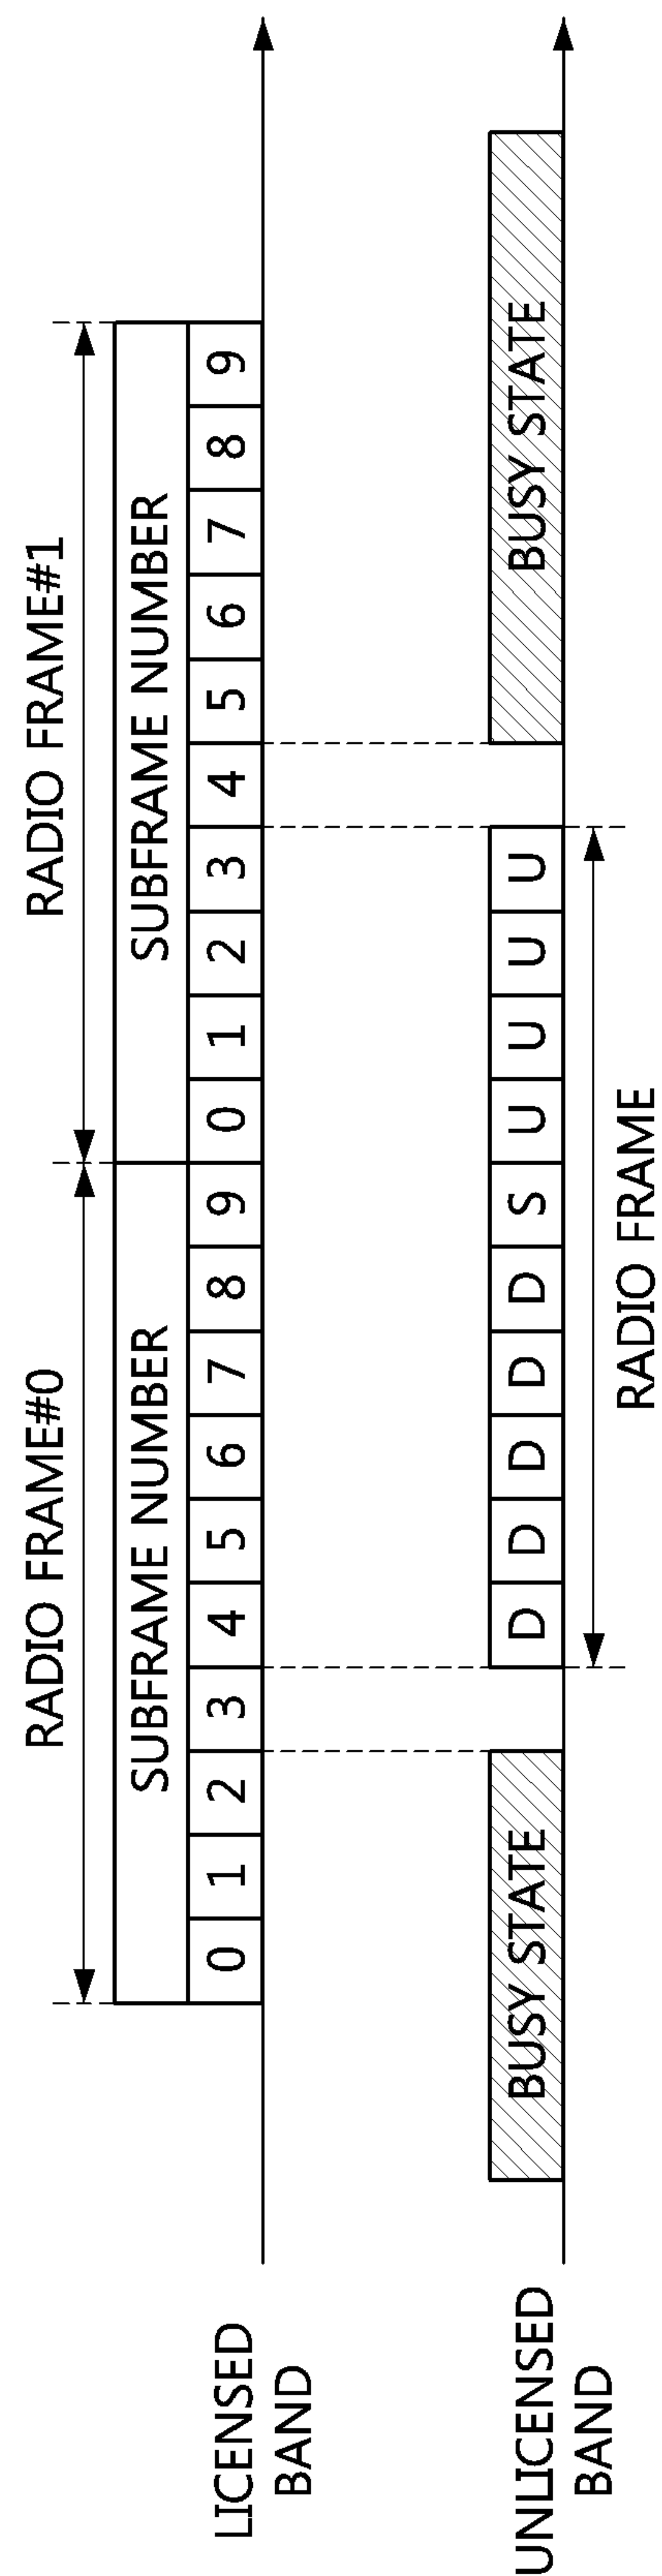 RADIO FRAME#0 RADIO FRAME#1
SUBFRAME NUMBER SUBFRAME NUMBER
0 1 2 3 4 5 6 7 8 9 0 1 2 3 4 5 6 7 8 9
LICENSED
BAND
BUSY STATE D D D D D S U U U U BUSY STATE
UNLICENSED
BAND
RADIO FRAME